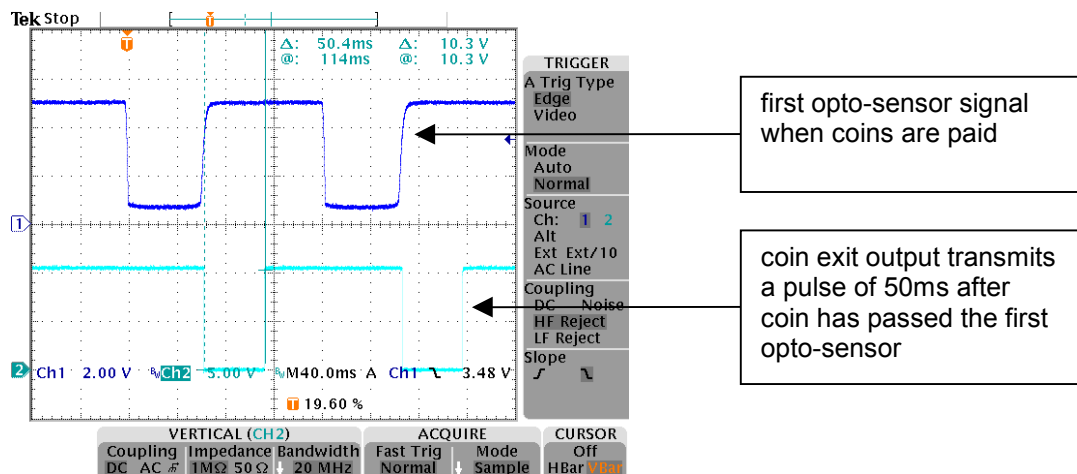 Tek Stop
T
T
Δ: 50.4ms Δ: 10.3 V
@: 114ms @: 10.3 V
1
2
Ch1 2.00 V BW Ch2 5.00 V BW M40.0ms A Ch1 3.48 V
T 19.60 %
TRIGGER
A Trig Type
Edge
Video
Mode
Auto
Normal
Source
Ch: 1 2
Alt
Ext Ext/10
AC Line
Coupling
DC Noise
HF Reject
LF Reject
Slope
VERTICAL (CH2)
Coupling Impedance Bandwidth
DC AC 1MΩ 50 Ω 20 MHz
ACQUIRE
Fast Trig Mode
Normal Sample
CURSOR
Off
HBar VBar
first opto-sensor signal
when coins are paid
coin exit output transmits
a pulse of 50ms after
coin has passed the first
opto-sensor